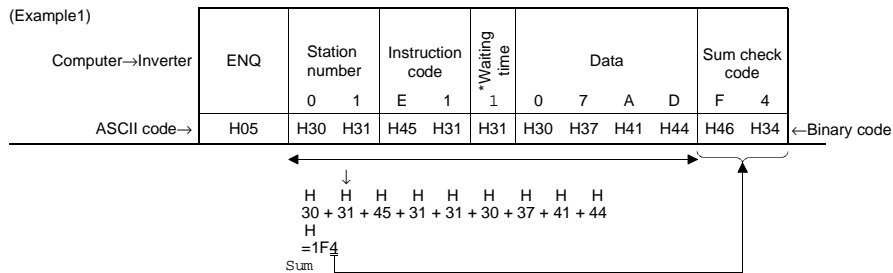 (Example1)
Computer→Inverter ENQ Station number Instruction code *Waiting time Data Sum check code
0 1 E 1 1 0 7 A D F 4
ASCII code→ H05 H30 H31 H45 H31 H31 H30 H37 H41 H44 H46 H34 ←Binary code
↓
H H H H H H H H H
30 + 31 + 45 + 31 + 31 + 30 + 37 + 41 + 44
H
=1F4
Sum